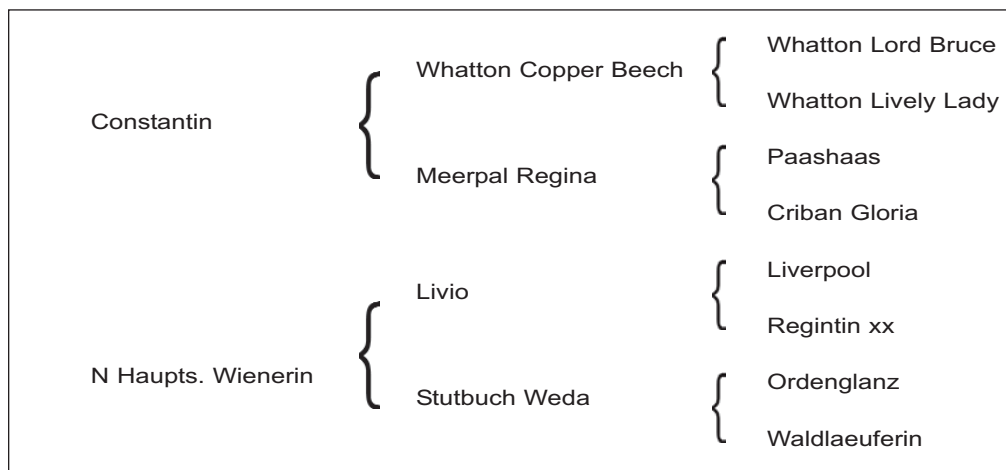 Whatton Lord Bruce
Whatton Copper Beech
Whatton Lively Lady
Constantin
Paashaas
Meerpal Regina
Criban Gloria
Liverpool
Livio
Regintin xx
N Haupts. Wienerin
Ordenglanz
Stutbuch Weda
Waldlaeuferin